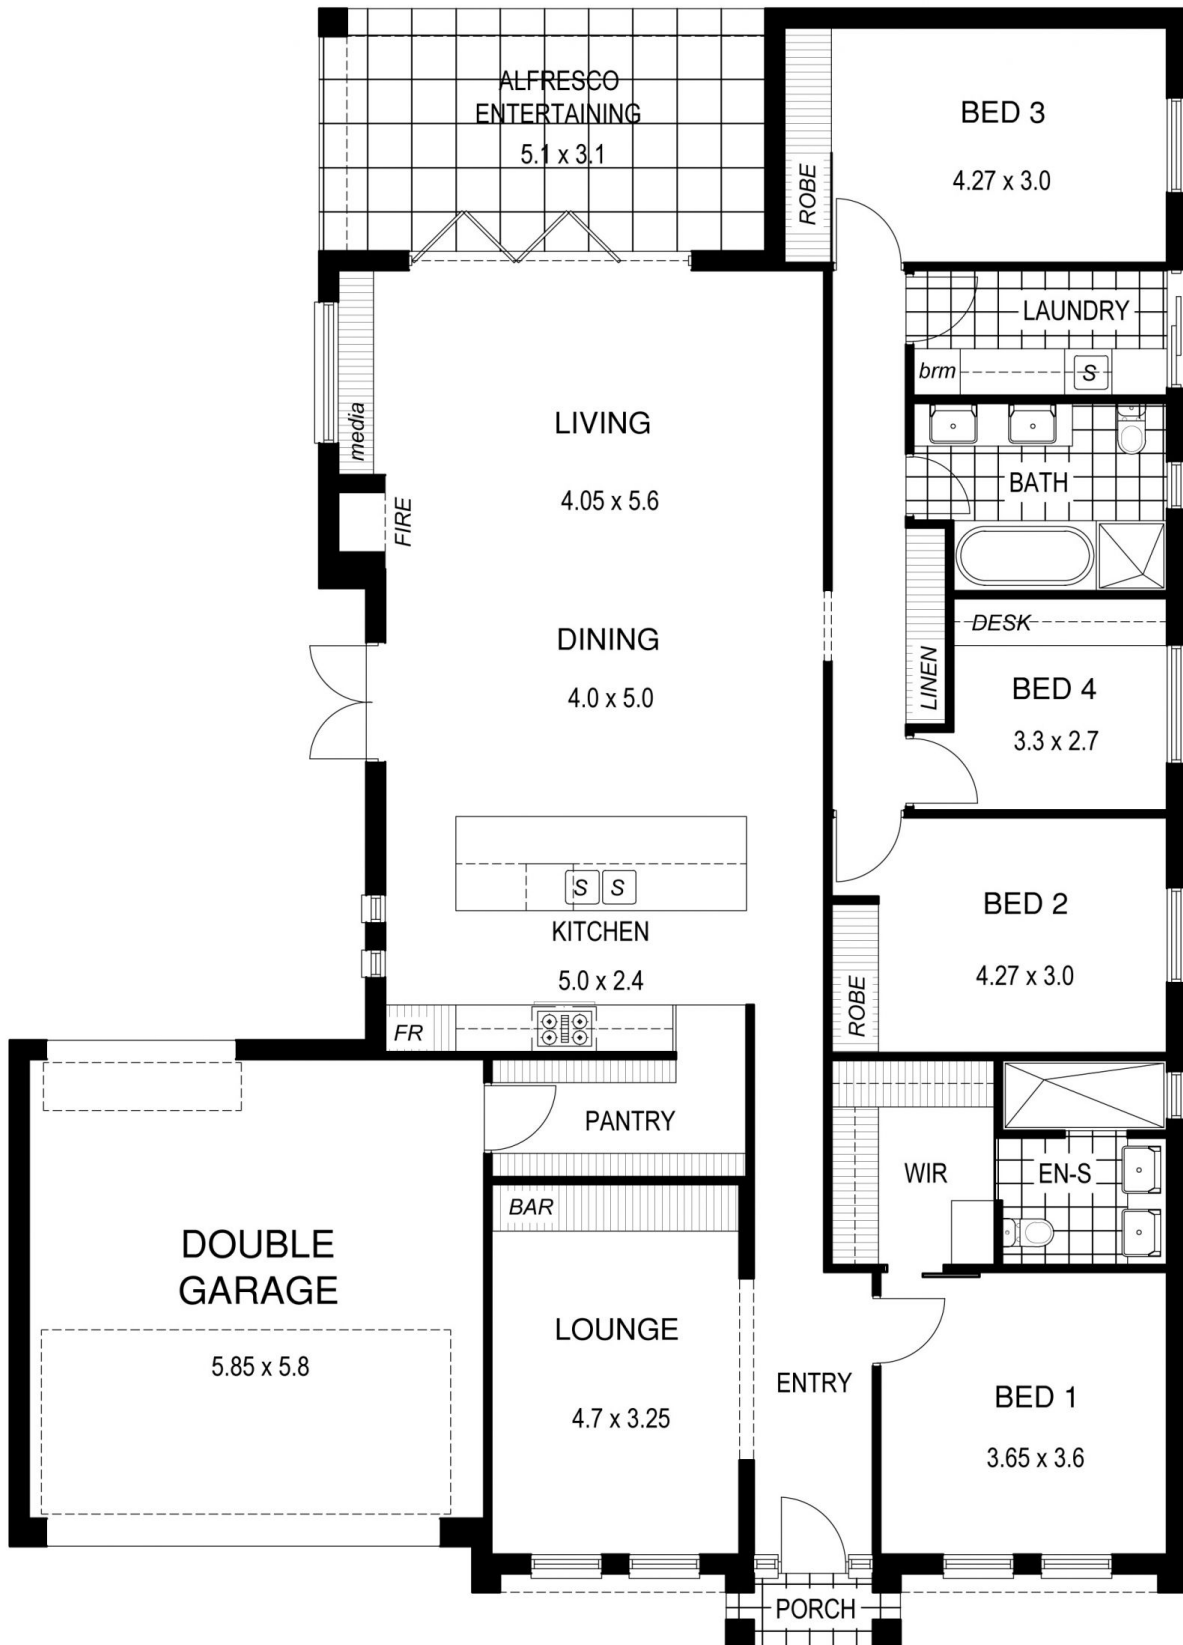 ALFRESCO
ENTERTAINING
5.1 x 3.1
ROBE
BED 3
4.27 x 3.0
LAUNDRY
brm
S
media
LIVING
4.05 x 5.6
FIRE
BATH
DINING
4.0 x 5.0
LINEN
DESK
BED 4
3.3 x 2.7
S S
KITCHEN
5.0 x 2.4
FR
BED 2
4.27 x 3.0
ROBE
PANTRY
BAR
WIR
EN-S
DOUBLE
GARAGE
5.85 x 5.8
LOUNGE
4.7 x 3.25
ENTRY
BED 1
3.65 x 3.6
PORCH